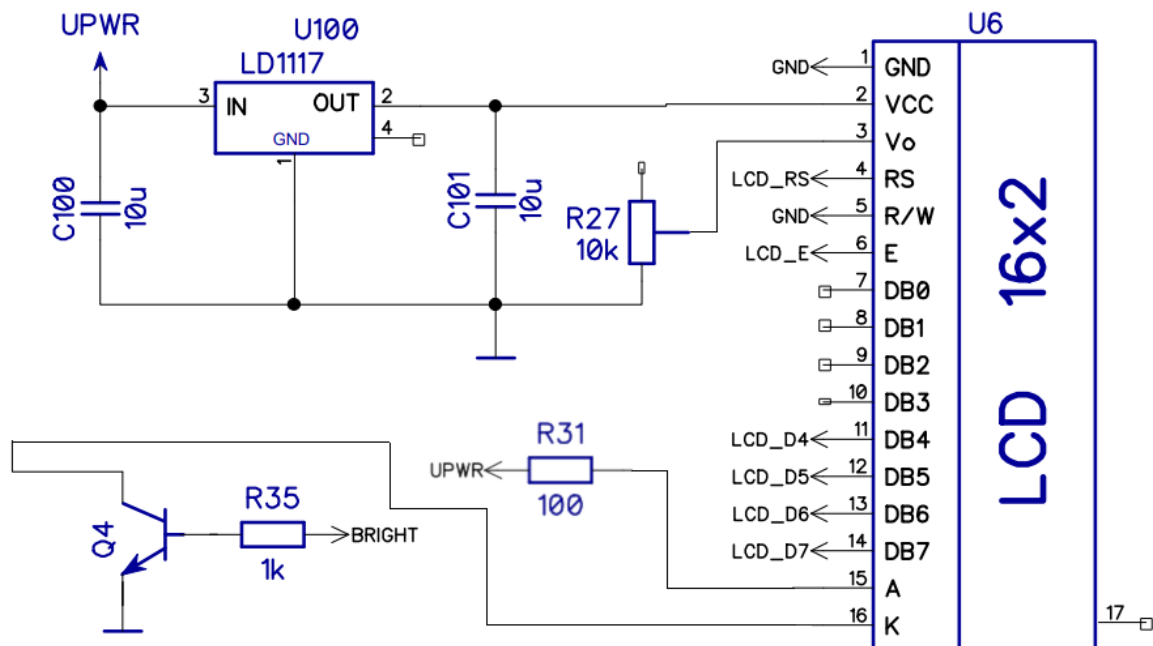 UPWR
U100
LD1117
3
IN
OUT
2
GND
4
1
C100
10u
C101
10u
R27
10k
U6
GND
1
GND
2
VCC
3
Vo
LCD_RS
4
RS
GND
5
R/W
LCD_E
6
E
7
DB0
8
DB1
9
DB2
10
DB3
LCD_D4
11
DB4
LCD_D5
12
DB5
LCD_D6
13
DB6
LCD_D7
14
DB7
15
A
16
K
17
LCD 16x2
R31
UPWR
100
Q4
R35
1k
BRIGHT